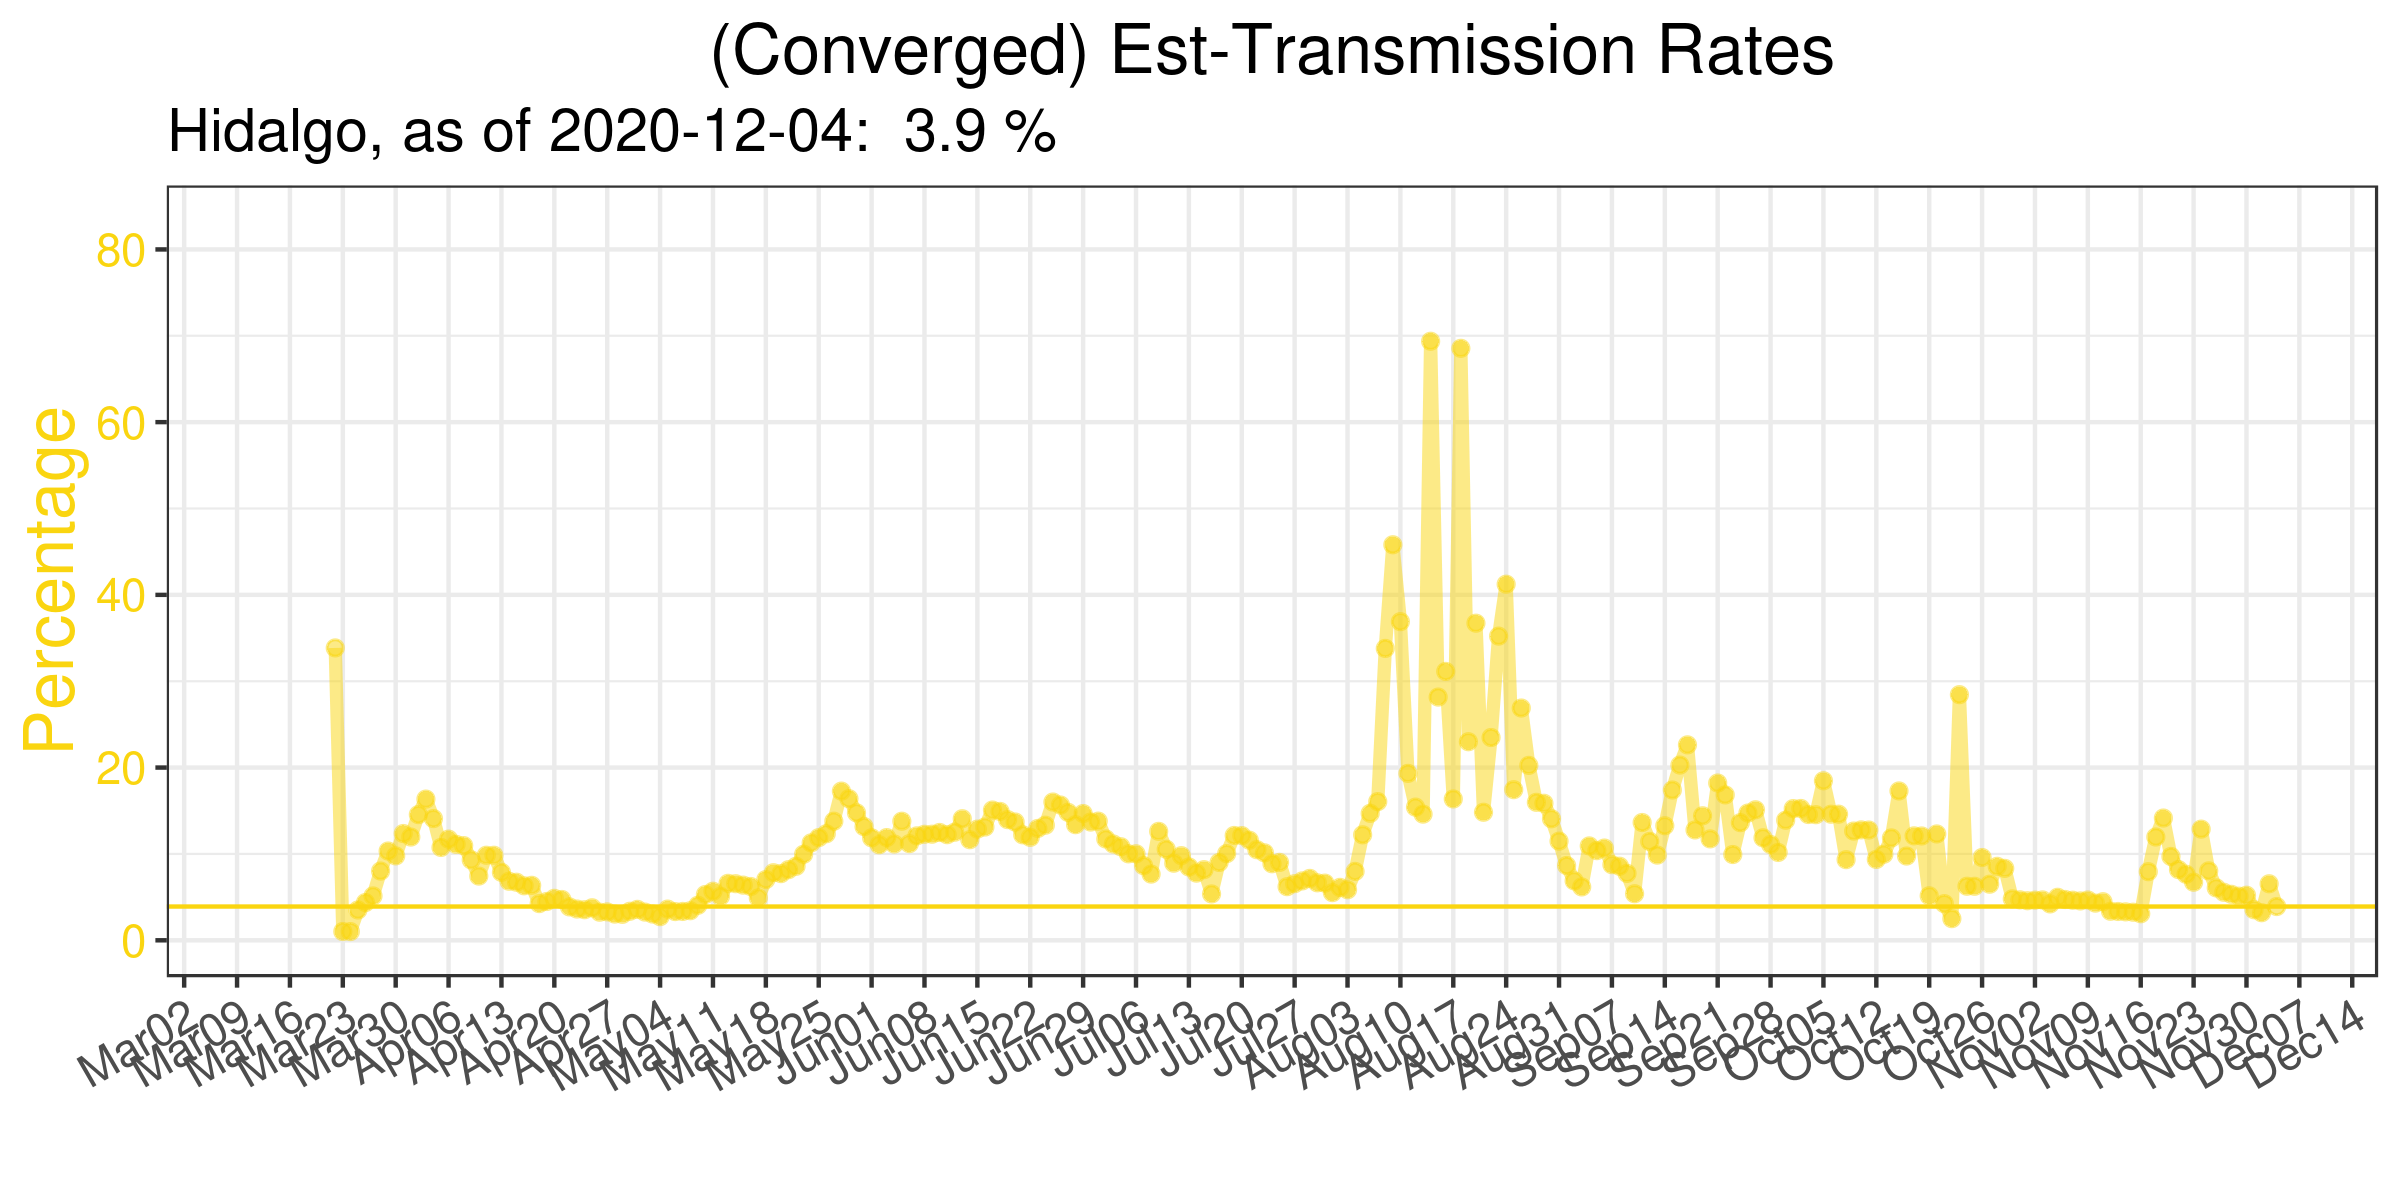 (Converged) Est-Transmission Rates
Hidalgo, as of 2020-12-04:  3.9 %
Percentage
80
60
40
20
0
Mar02
Mar09
Mar16
Mar23
Mar30
Apr06
Apr13
Apr20
Apr27
May04
May11
May18
May25
Jun01
Jun08
Jun15
Jun22
Jun29
Jul06
Jul13
Jul20
Jul27
Aug03
Aug10
Aug17
Aug24
Aug31
Sep07
Sep14
Sep21
Sep28
Oct05
Oct12
Oct19
Oct26
Nov02
Nov09
Nov16
Nov23
Nov30
Dec07
Dec14